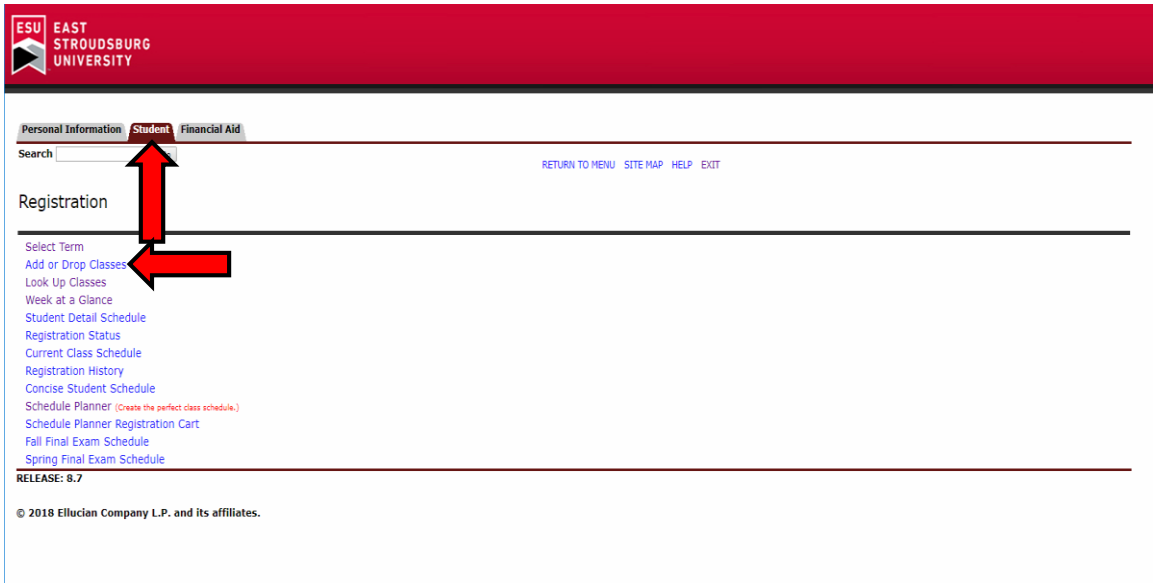 ESU EAST
STROUDSBURG
UNIVERSITY
Personal Information Student Financial Aid
Search
RETURN TO MENU SITE MAP HELP EXIT
Registration
Select Term
Add or Drop Classes
Look Up Classes
Week at a Glance
Student Detail Schedule
Registration Status
Current Class Schedule
Registration History
Concise Student Schedule
Schedule Planner (Create the perfect class schedule.)
Schedule Planner Registration Cart
Fall Final Exam Schedule
Spring Final Exam Schedule
RELEASE: 8.7
© 2018 Ellucian Company L.P. and its affiliates.